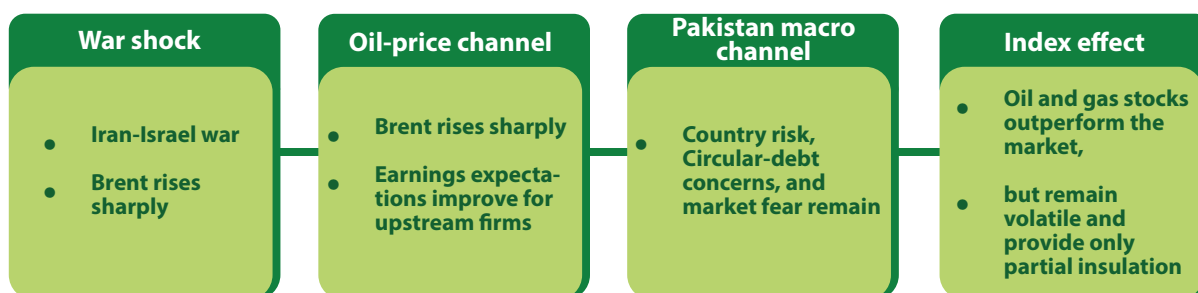 War shock
• Iran-Israel war
• Brent rises
sharply
Oil-price channel
• Brent rises sharply
• Earnings expecta-
tions improve for
upstream firms
Pakistan macro
channel
• Country risk,
Circular-debt
concerns, and
market fear remain
Index effect
• Oil and gas stocks
outperform the
market,
• but remain
volatile and
provide only
partial insulation